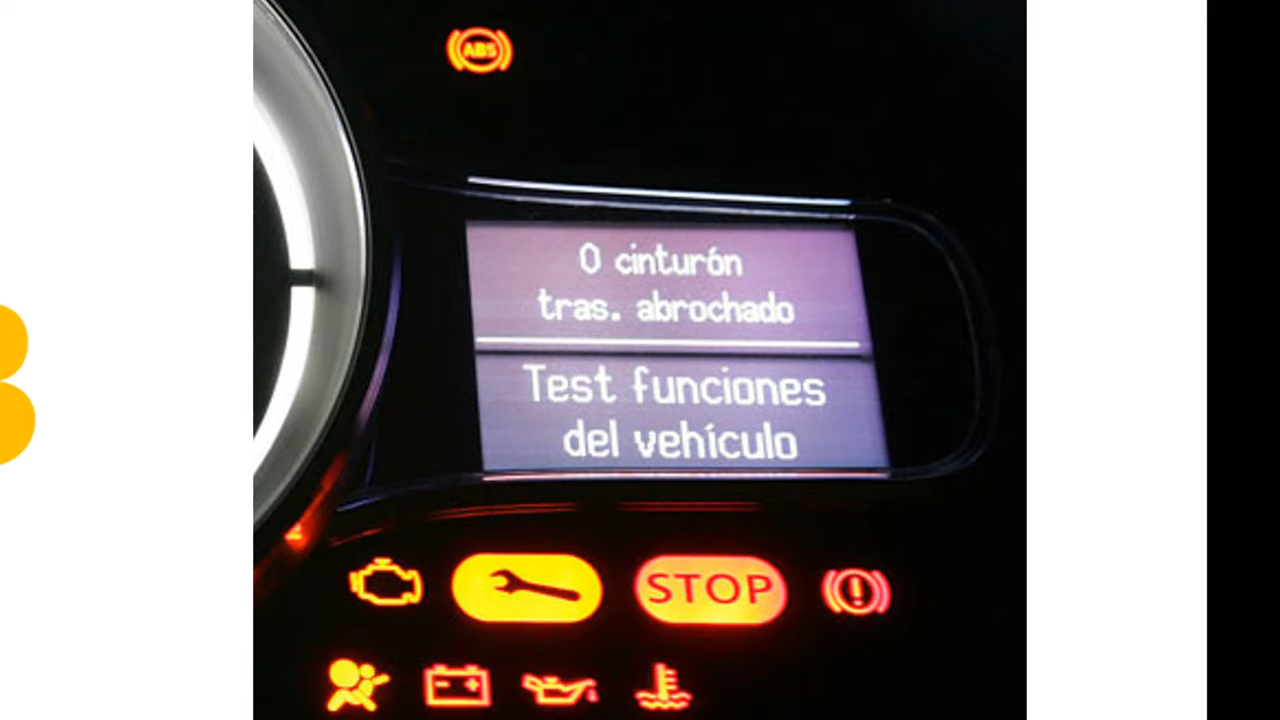 ABS
0 cinturón
tras. abrochado
Test funciones
del vehículo
STOP